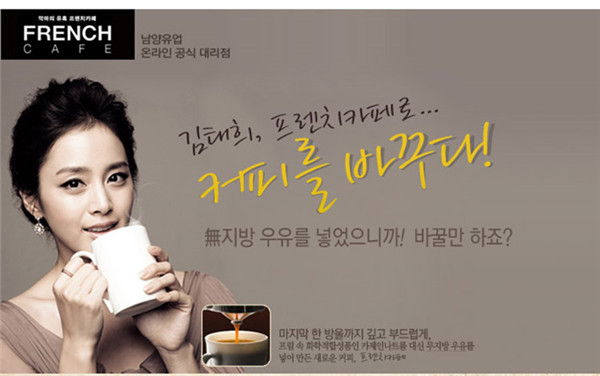 악마의 유혹 프렌치카페
FRENCH
CAFE
남양유업
온라인 공식 대리점
김태희, 프렌치카페로...
커피를 바꾸다!
無지방 우유를 넣었으니까! 바꿀만 하죠?
마지막 한 방울까지 깊고 부드럽게,
프림 속 화학적합성품인 카제인나트륨 대신 무지방 우유를
넣어 만든 새로운 커피, 프렌치카페